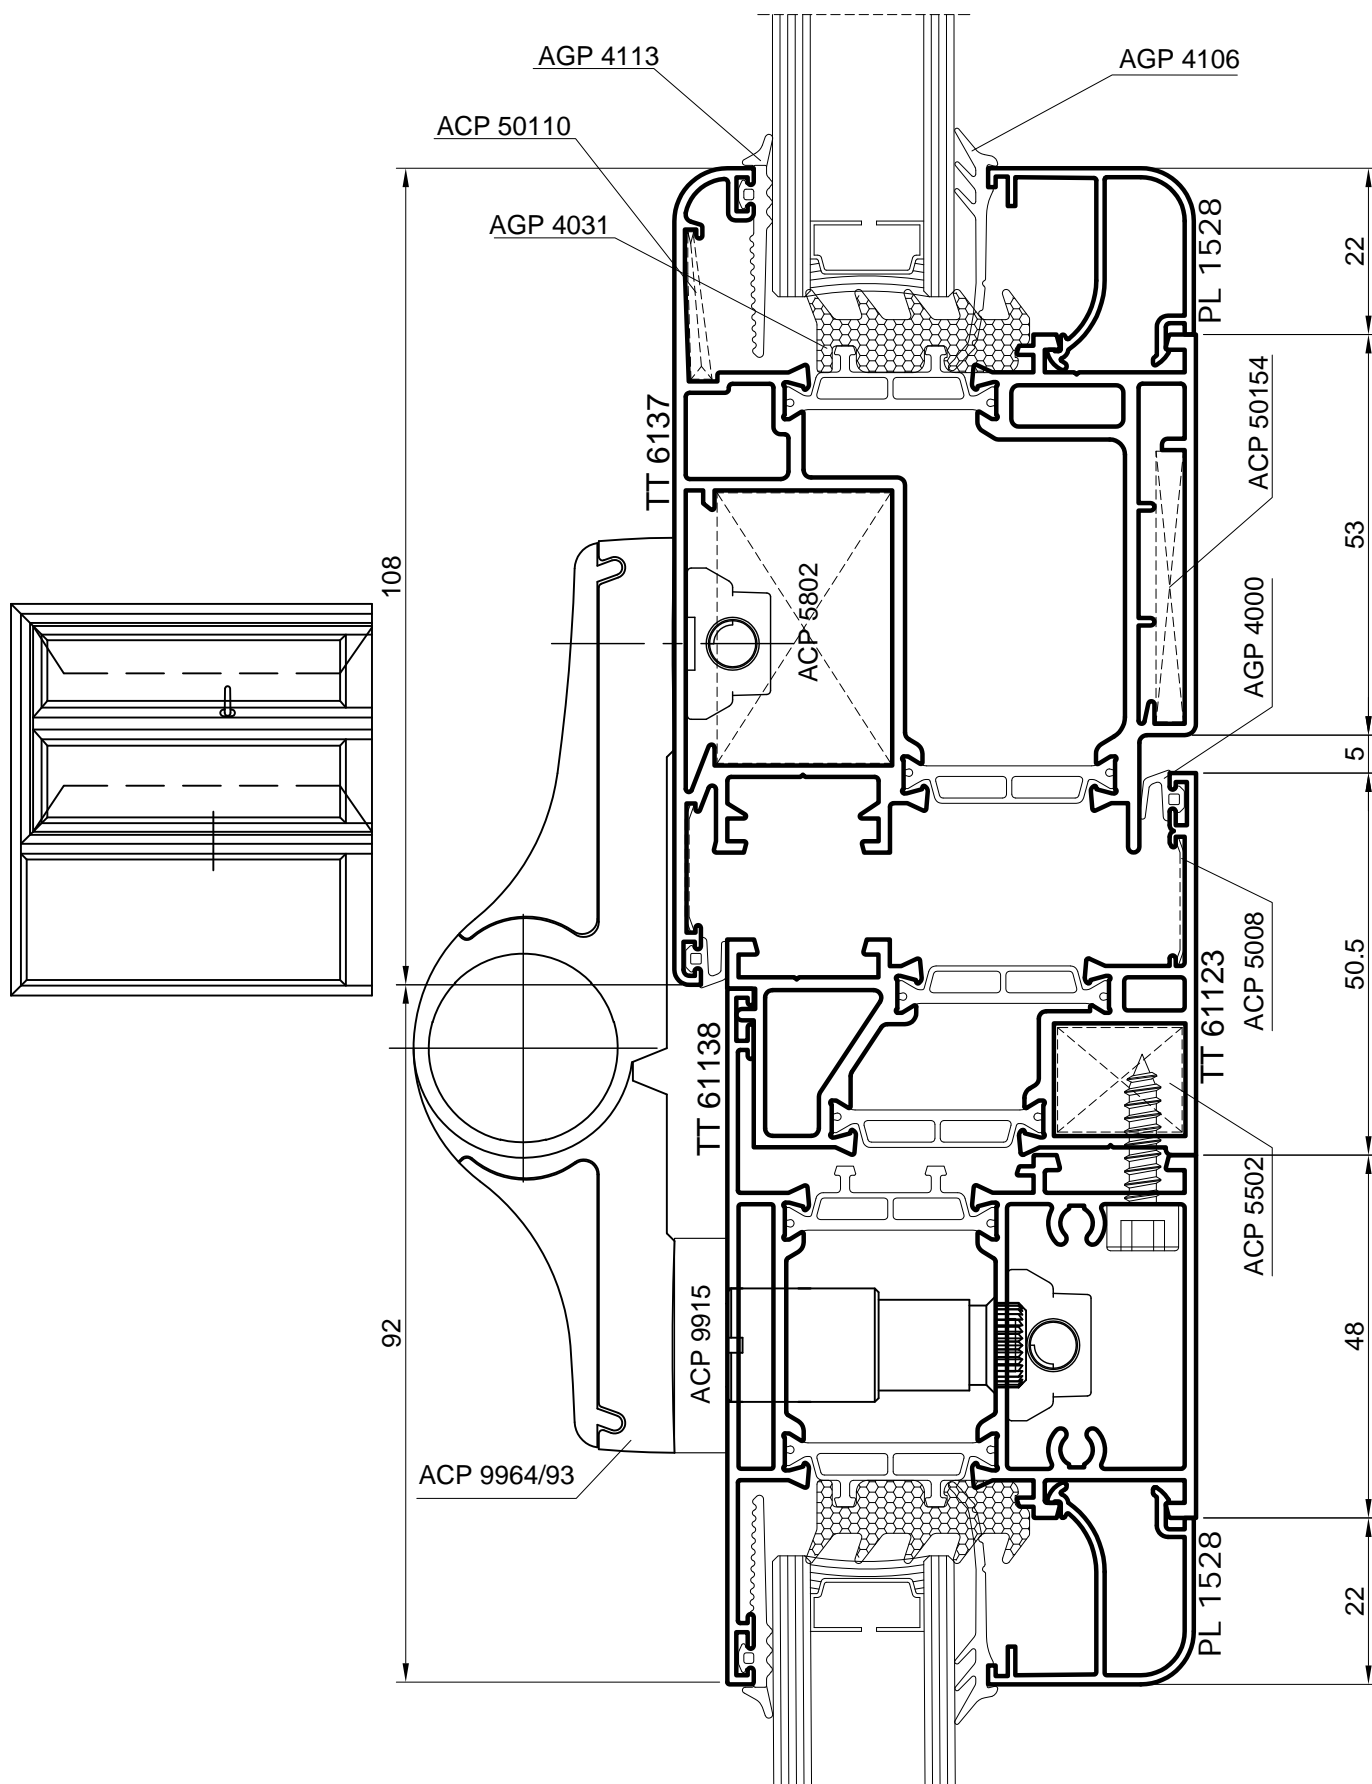 AGP 4113
AGP 4106
ACP 50110
AGP 4031
PL 1528
22
TT 6137
ACP 50154
53
108
ACP 5802
AGP 4000
5
ACP 5008
50.5
TT 61123
TT 61138
ACP 5502
92
ACP 9915
48
ACP 9964/93
PL 1528
22